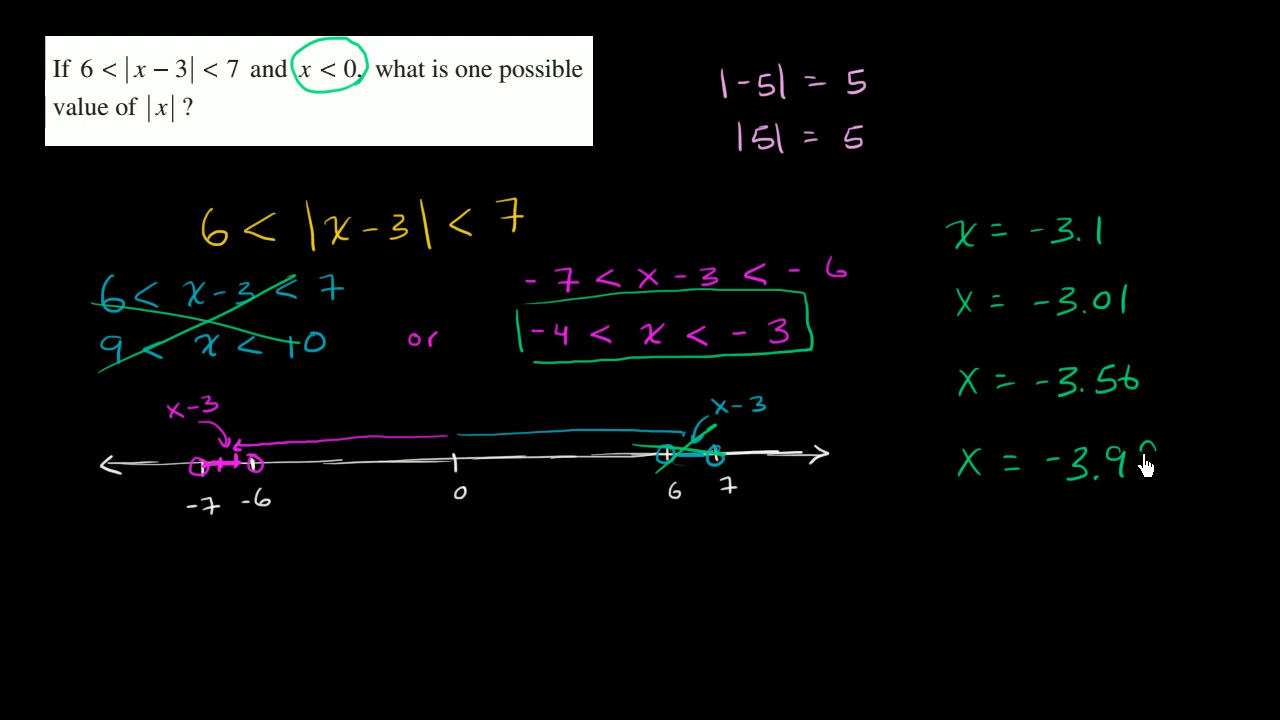 If 6 < |x − 3| < 7 and x < 0, what is one possible
value of |x| ?
|-5| = 5
|5| = 5
6 < |x-3| < 7
6 < x-3 < 7
9 < x < 10
or
-7 < x-3 < -6
-4 < x < -3
x-3
x-3
-7 -6 0 6 7
x = -3.1
x = -3.01
x = -3.56
x = -3.9